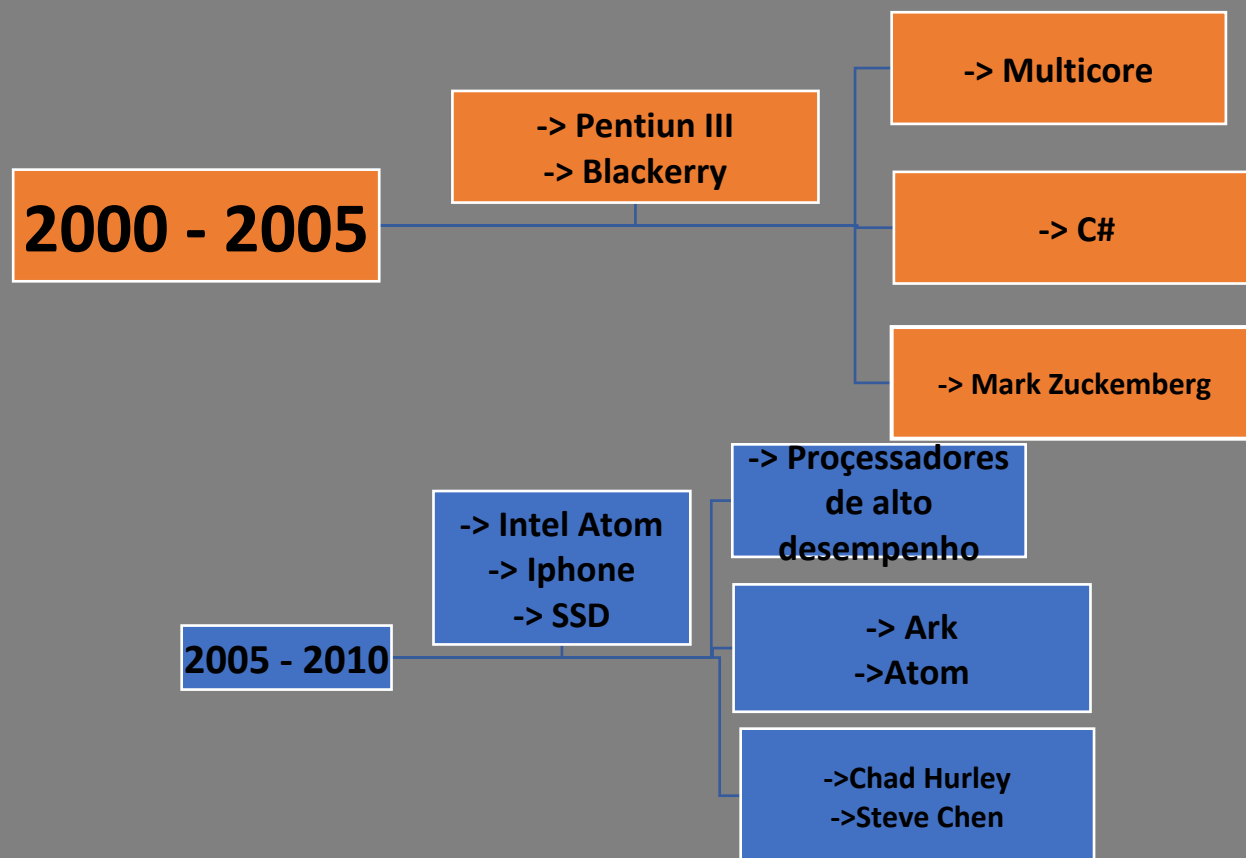 2000 - 2005
-> Pentiun III
-> Blackerry
-> Multicore
-> C#
-> Mark Zuckemberg
2005 - 2010
-> Intel Atom
-> Iphone
-> SSD
-> Proçessadores
de alto
desempenho
-> Ark
->Atom
->Chad Hurley
->Steve Chen